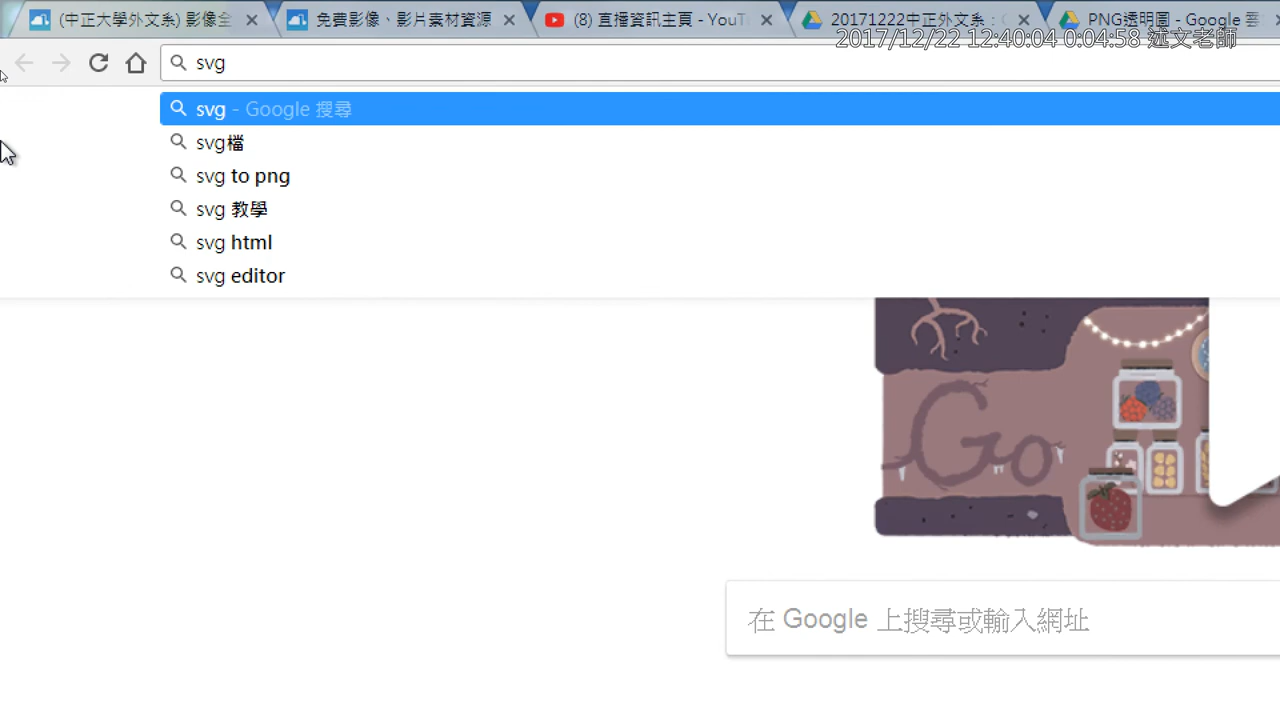 (中正大學外文系) 影像全
免費影像、影片素材資源
(8) 直播資訊主頁 - YouT
20171222中正外文系：
PNG透明圖 - Google 雲
2017/12/22 12:40:04 0:04:58 述文老師
svg
svg - Google 搜尋
svg檔
svg to png
svg 教學
svg html
svg editor
Go
在 Google 上搜尋或輸入網址